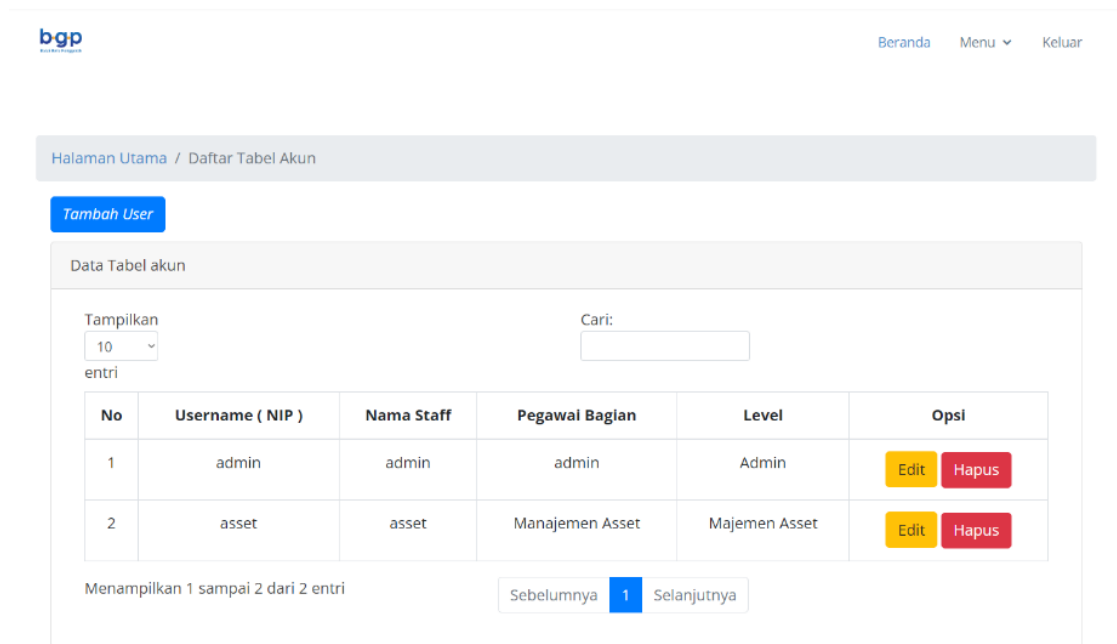 bgp
Beranda Menu Keluar
Halaman Utama / Daftar Tabel Akun
Tambah User
Data Tabel akun
Tampilkan
10
entri
Cari:
No Username ( NIP ) Nama Staff Pegawai Bagian Level Opsi
1 admin admin admin Admin Edit Hapus
2 asset asset Manajemen Asset Majemen Asset Edit Hapus
Menampilkan 1 sampai 2 dari 2 entri
Sebelumnya 1 Selanjutnya